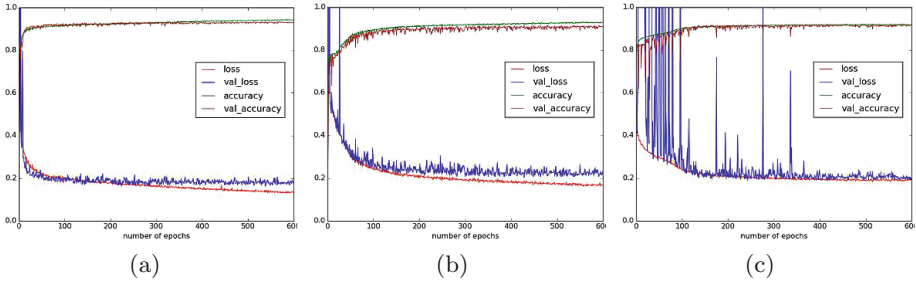 1.0
0.8
0.6
0.4
0.2
0.0
0 100 200 300 400 500 600
number of epochs
loss
val_loss
accuracy
val_accuracy
(a)
1.0
0.8
0.6
0.4
0.2
0.0
0 100 200 300 400 500 600
number of epochs
loss
val_loss
accuracy
val_accuracy
(b)
1.0
0.8
0.6
0.4
0.2
0.0
0 100 200 300 400 500 60
number of epochs
loss
val_loss
accuracy
val_accuracy
(c)